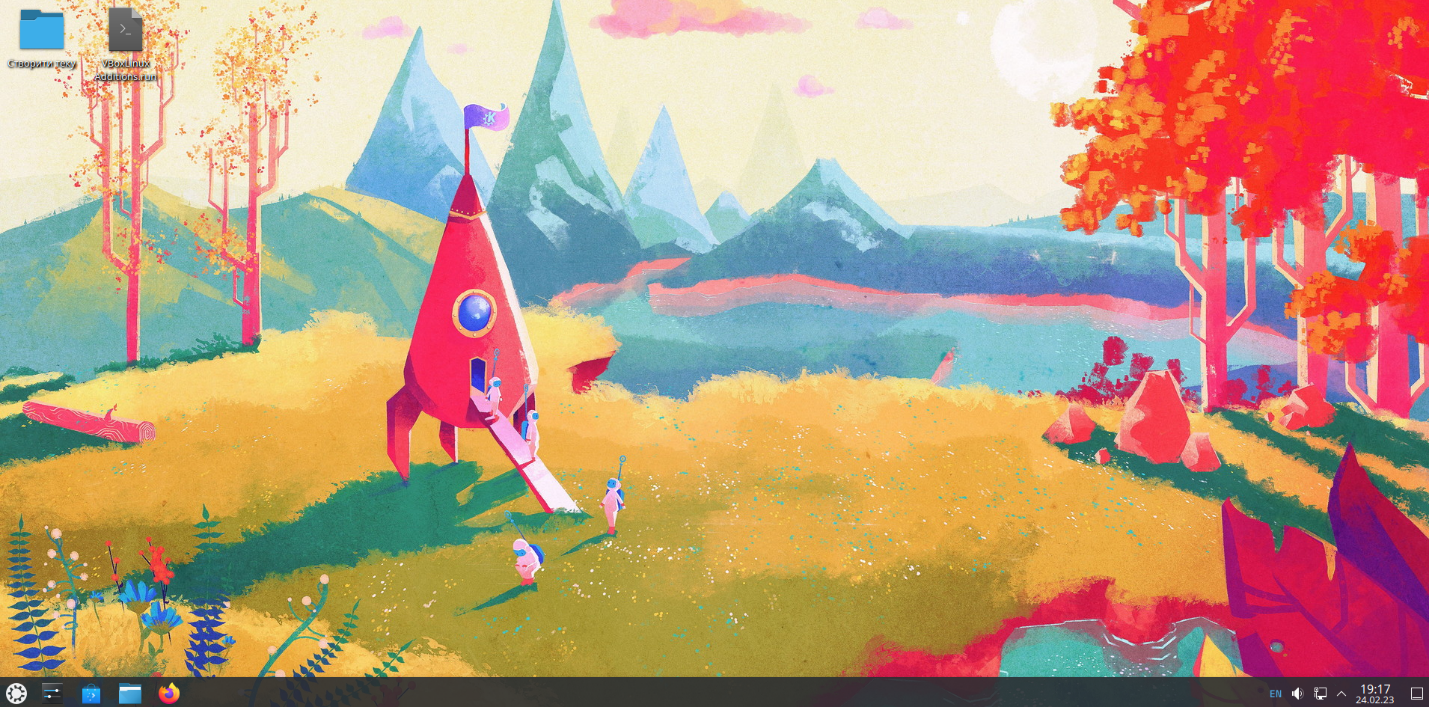 Створити теку
VBoxLinux
Additions.run
K
EN
19:17
24.02.23